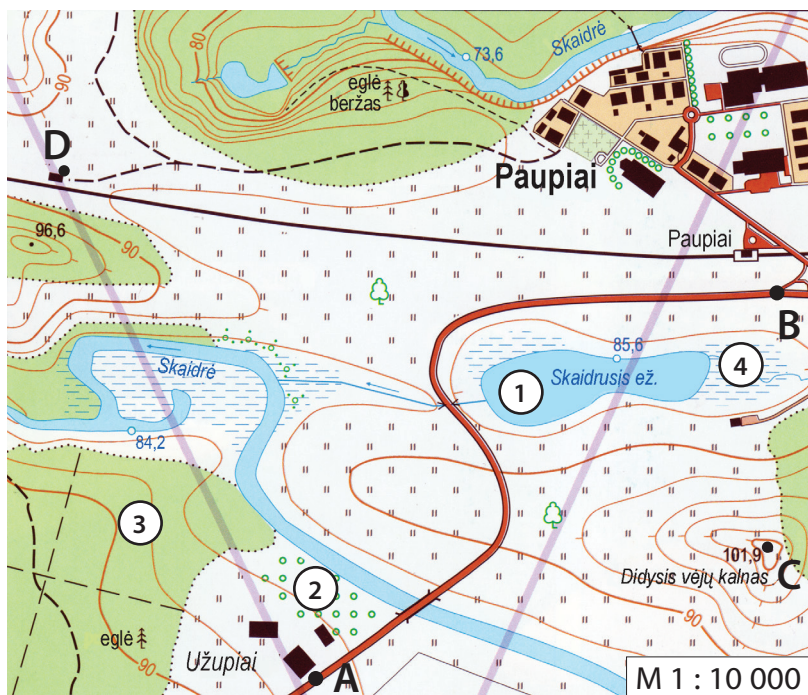 80
73,6
Skaidrė
90
eglė
beržas
D
Paupiai
96,6
90
Paupiai
B
85,6
4
Skaidrė
1
Skaidrusis ež.
84,2
3
101,9
C
Didysis vėjų kalnas
2
90
eglė
90
Užupiai
A
M 1 : 10 000